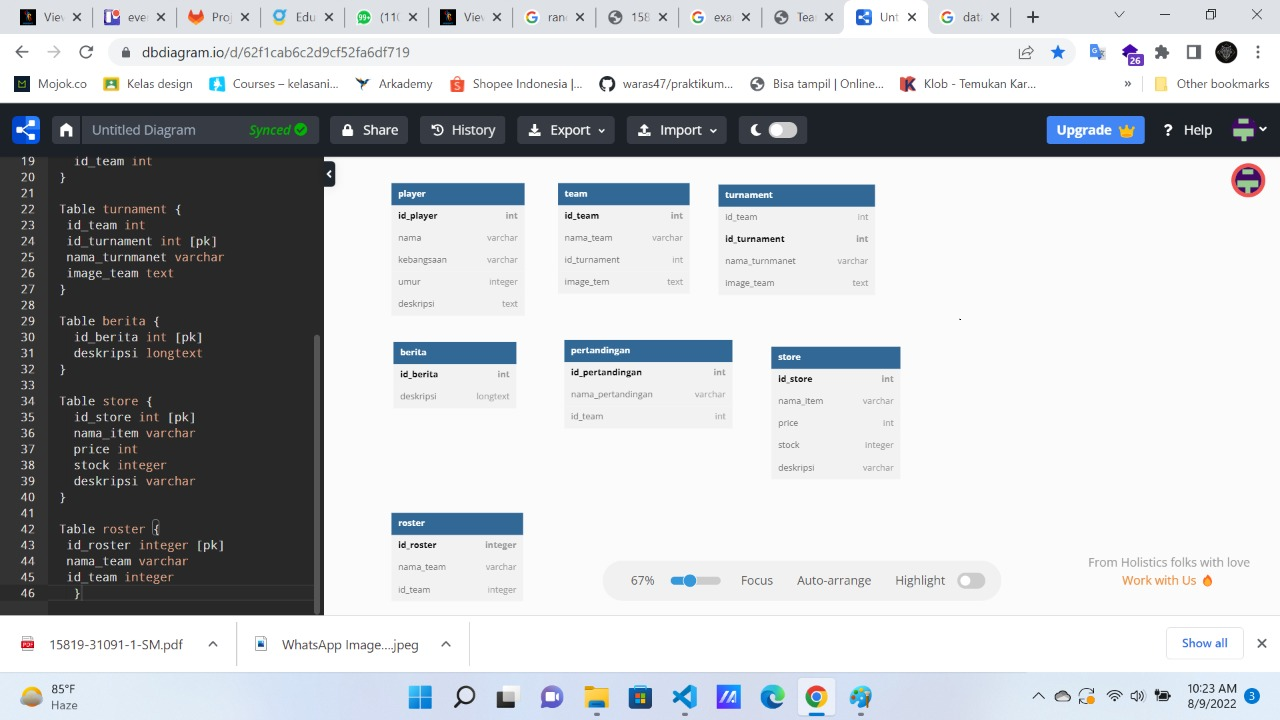 View
ever
Proj
Edu
99+
(110
View
rand
158
exa
Tea
Unt
data
dbdiagram.io/d/62f1cab6c2d9cf52fa6df719
26
Mojok.co
Kelas design
Courses – kelasani...
Arkademy
Shopee Indonesia |...
waras47/praktikum...
Bisa tampil | Online...
Klob - Temukan Kar...
»
Other bookmarks
Untitled Diagram
Synced
Share
History
Export
Import
Upgrade
? Help
19 id_team int
20 }
21
22 Table turnament {
23 id_team int
24 id_turnament int [pk]
25 nama_turnmanet varchar
26 image_team text
27 }
28
29 Table berita {
30 id_berita int [pk]
31 deskripsi longtext
32 }
33
34 Table store {
35 id_store int [pk]
36 nama_item varchar
37 price int
38 stock integer
39 deskripsi varchar
40 }
41
42 Table roster {
43 id_roster integer [pk]
44 nama_team varchar
45 id_team integer
46 }
player
id_player int
nama varchar
kebangsaan varchar
umur integer
deskripsi text
team
id_team int
nama_team varchar
id_turnament int
image_tem text
turnament
id_team int
id_turnament int
nama_turnmanet varchar
image_team text
berita
id_berita int
deskripsi longtext
pertandingan
id_pertandingan int
nama_pertandingan varchar
id_team int
store
id_store int
nama_item varchar
price int
stock integer
deskripsi varchar
roster
id_roster integer
nama_team varchar
id_team integer
67%
Focus
Auto-arrange
Highlight
From Holistics folks with love
Work with Us
PDF
15819-31091-1-SM.pdf
WhatsApp Image....jpeg
Show all
85°F
Haze
10:23 AM
8/9/2022
3